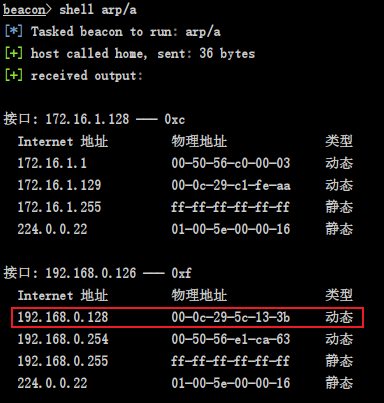 beacon> shell arp/a
[*] Tasked beacon to run: arp/a
[+] host called home, sent: 36 bytes
[+] received output:
接口: 172.16.1.128 --- 0xc
Internet 地址 物理地址 类型
172.16.1.1 00-50-56-c0-00-03 动态
172.16.1.129 00-0c-29-c1-fe-aa 动态
172.16.1.255 ff-ff-ff-ff-ff-ff 静态
224.0.0.22 01-00-5e-00-00-16 静态
接口: 192.168.0.126 --- 0xf
Internet 地址 物理地址 类型
192.168.0.128 00-0c-29-5c-13-3b 动态
192.168.0.254 00-50-56-e1-ca-63 动态
192.168.0.255 ff-ff-ff-ff-ff-ff 静态
224.0.0.22 01-00-5e-00-00-16 静态